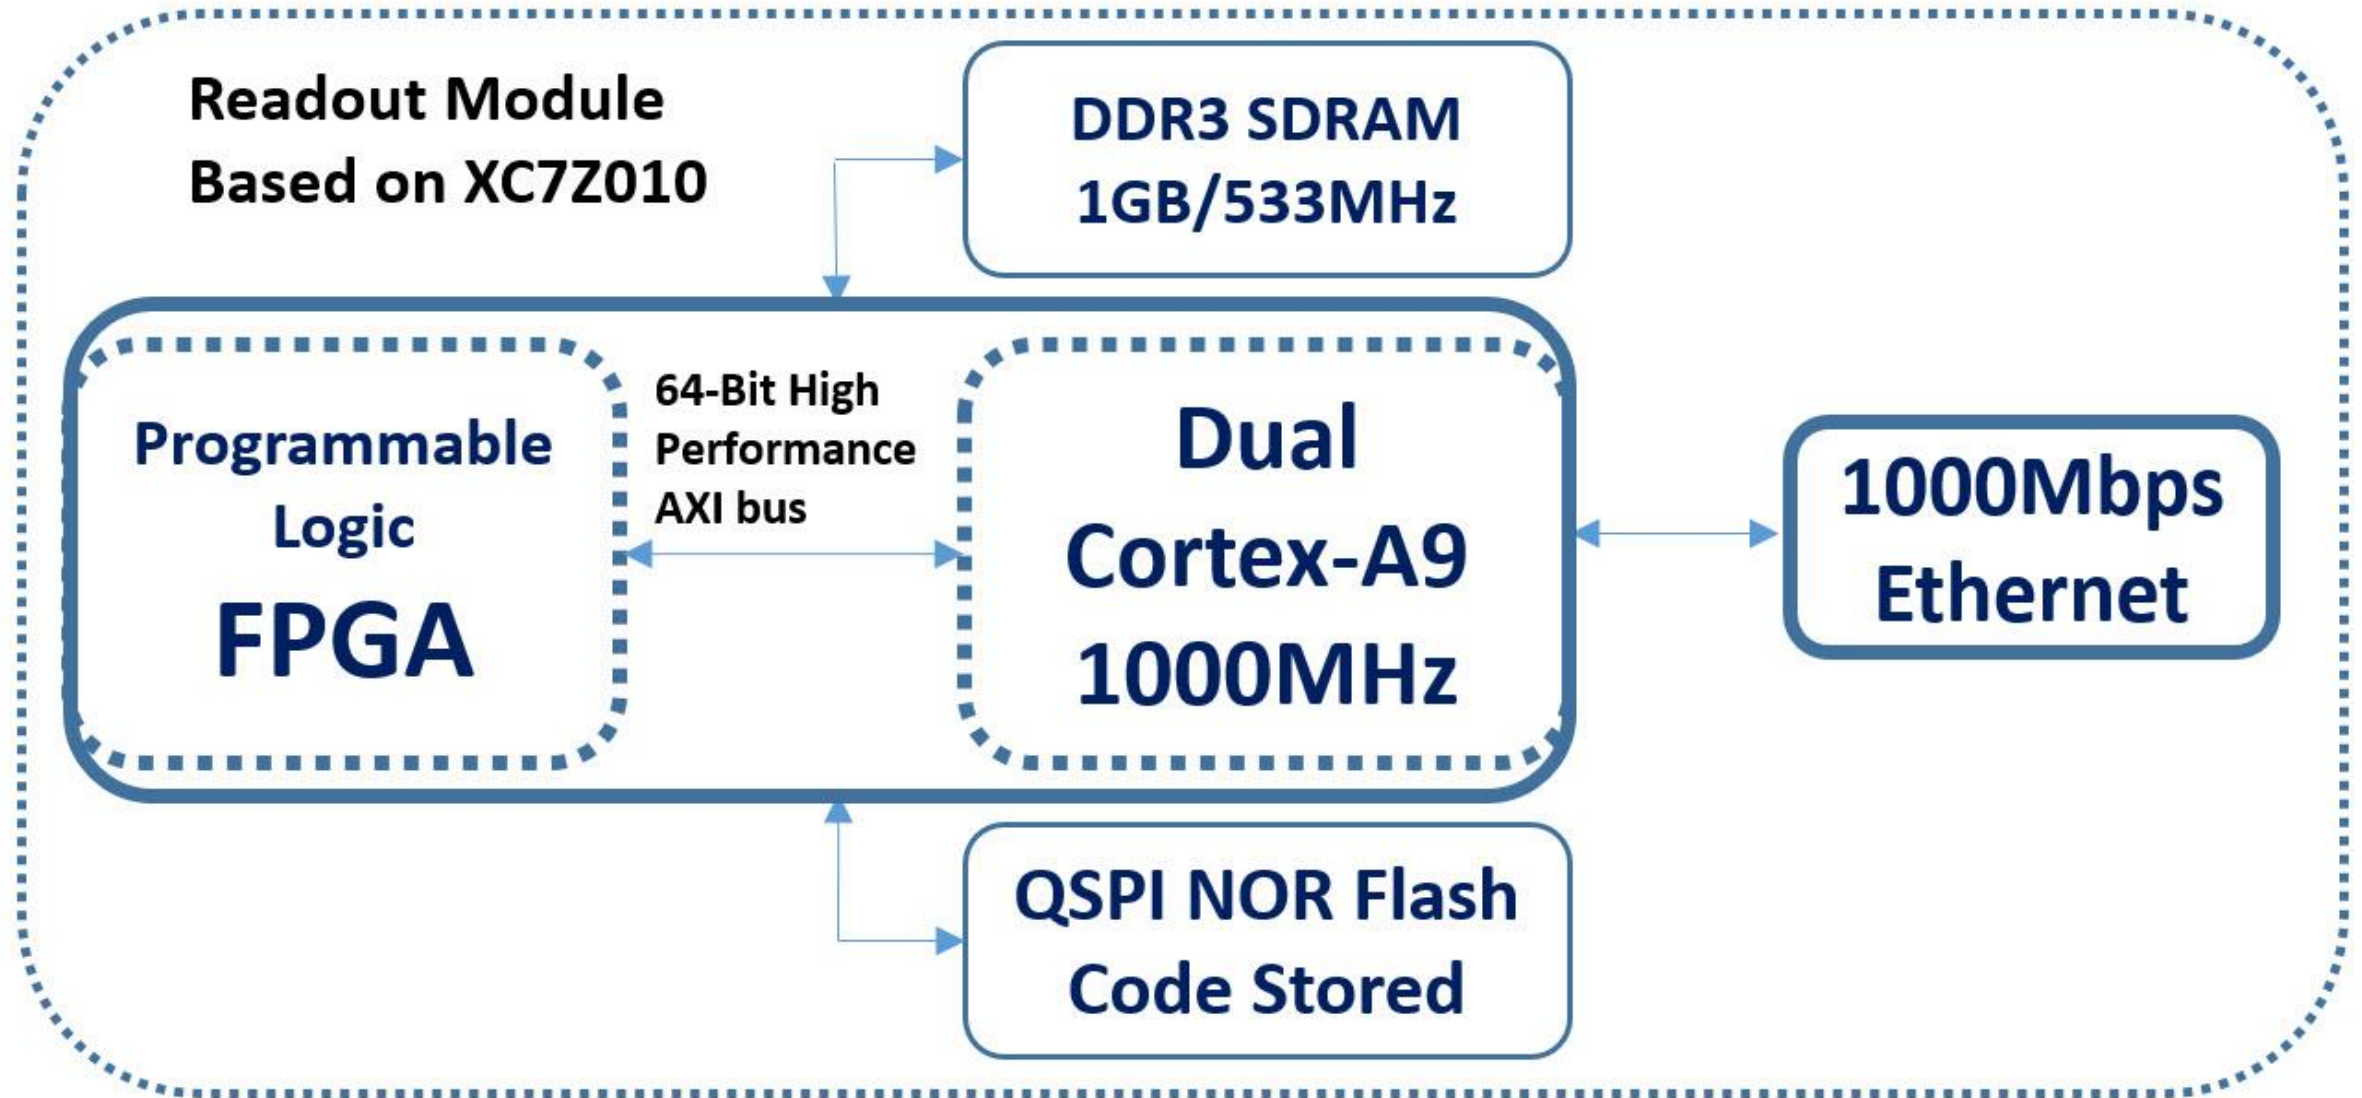 Readout Module
Based on XC7Z010
DDR3 SDRAM
1GB/533MHz
Programmable
Logic
FPGA
64-Bit High
Performance
AXI bus
Dual
Cortex-A9
1000MHz
1000Mbps
Ethernet
QSPI NOR Flash
Code Stored